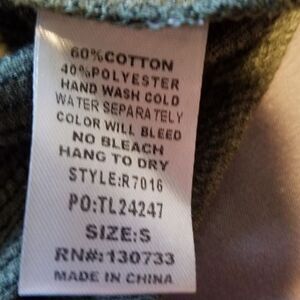 60%COTTON
40%POLYESTER
HAND WASH COLD
WATER SEPARATELY
COLOR WILL BLEED
NO BLEACH
HANG TO DRY
STYLE:R7016
PO:TL24247
SIZE:S
RN#:130733
MADE IN CHINA